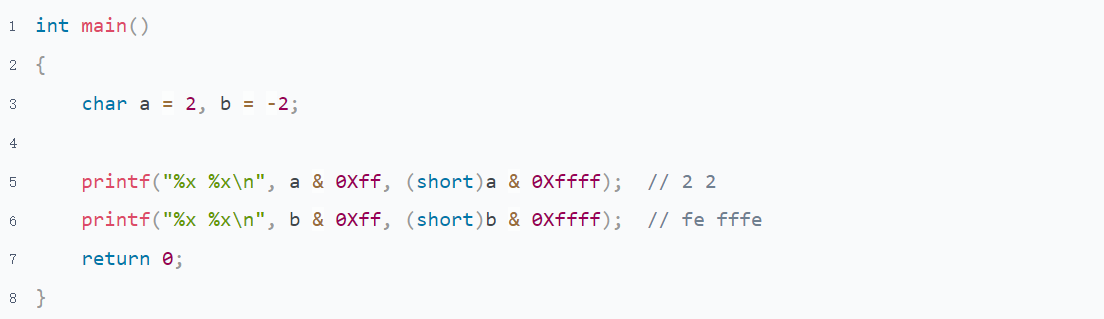 1 int main()
2 {
3     char a = 2, b = -2;
4
5     printf("%x %x\n", a & 0Xff, (short)a & 0Xffff);  // 2 2
6     printf("%x %x\n", b & 0Xff, (short)b & 0Xffff);  // fe fffe
7     return 0;
8 }